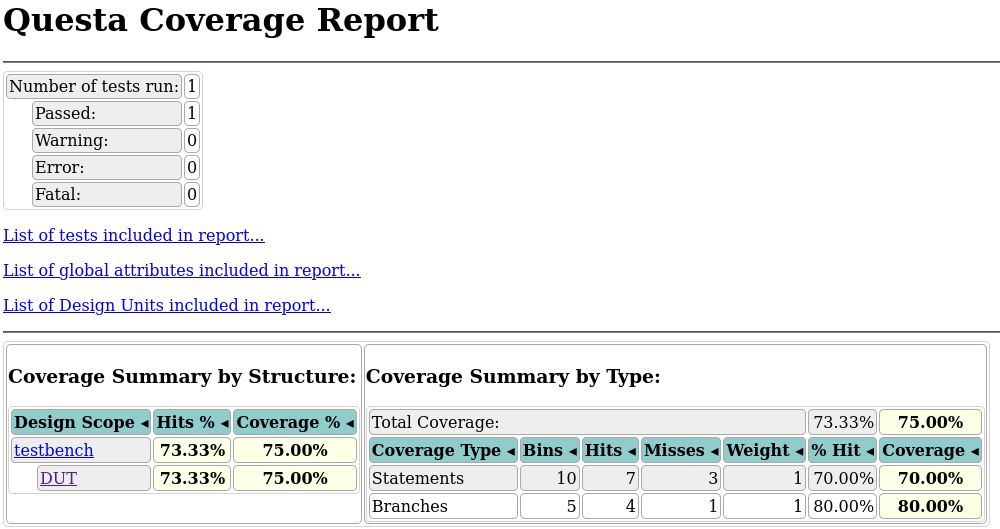 Questa Coverage Report
Number of tests run: 1
Passed: 1
Warning: 0
Error: 0
Fatal: 0
List of tests included in report...
List of global attributes included in report...
List of Design Units included in report...
Coverage Summary by Structure:
Design Scope ◂ Hits % ◂ Coverage % ◂
testbench 73.33% 75.00%
DUT 73.33% 75.00%
Coverage Summary by Type:
Total Coverage: 73.33% 75.00%
Coverage Type ◂ Bins ◂ Hits ◂ Misses ◂ Weight ◂ % Hit ◂ Coverage ◂
Statements 10 7 3 1 70.00% 70.00%
Branches 5 4 1 1 80.00% 80.00%